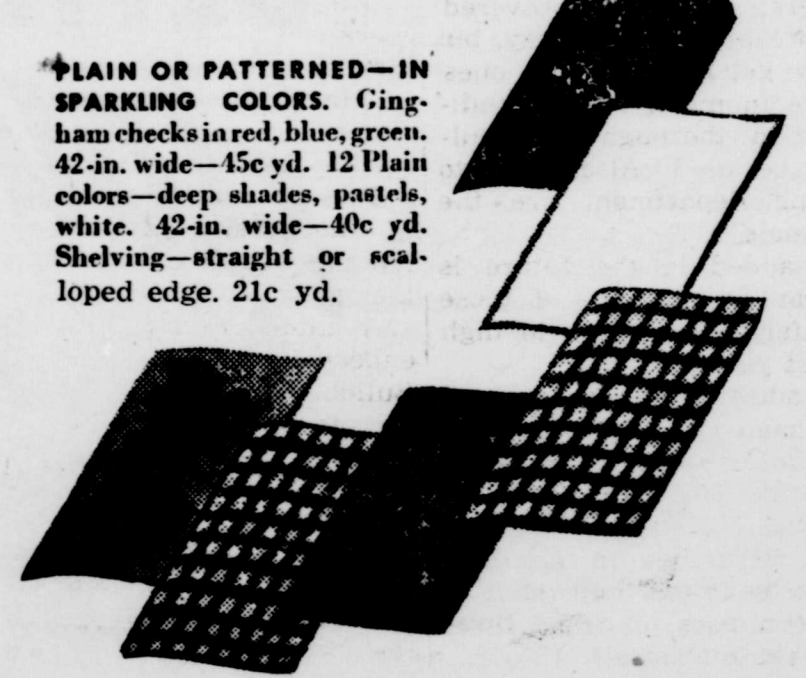 PLAIN OR PATTERNED—IN
SPARKLING COLORS. Ging-
ham checks in red, blue, green.
42-in. wide—45c yd. 12 Plain
colors—deep shades, pastels,
white. 42-in. wide—40c yd.
Shelving—straight or scal-
loped edge. 21c yd.